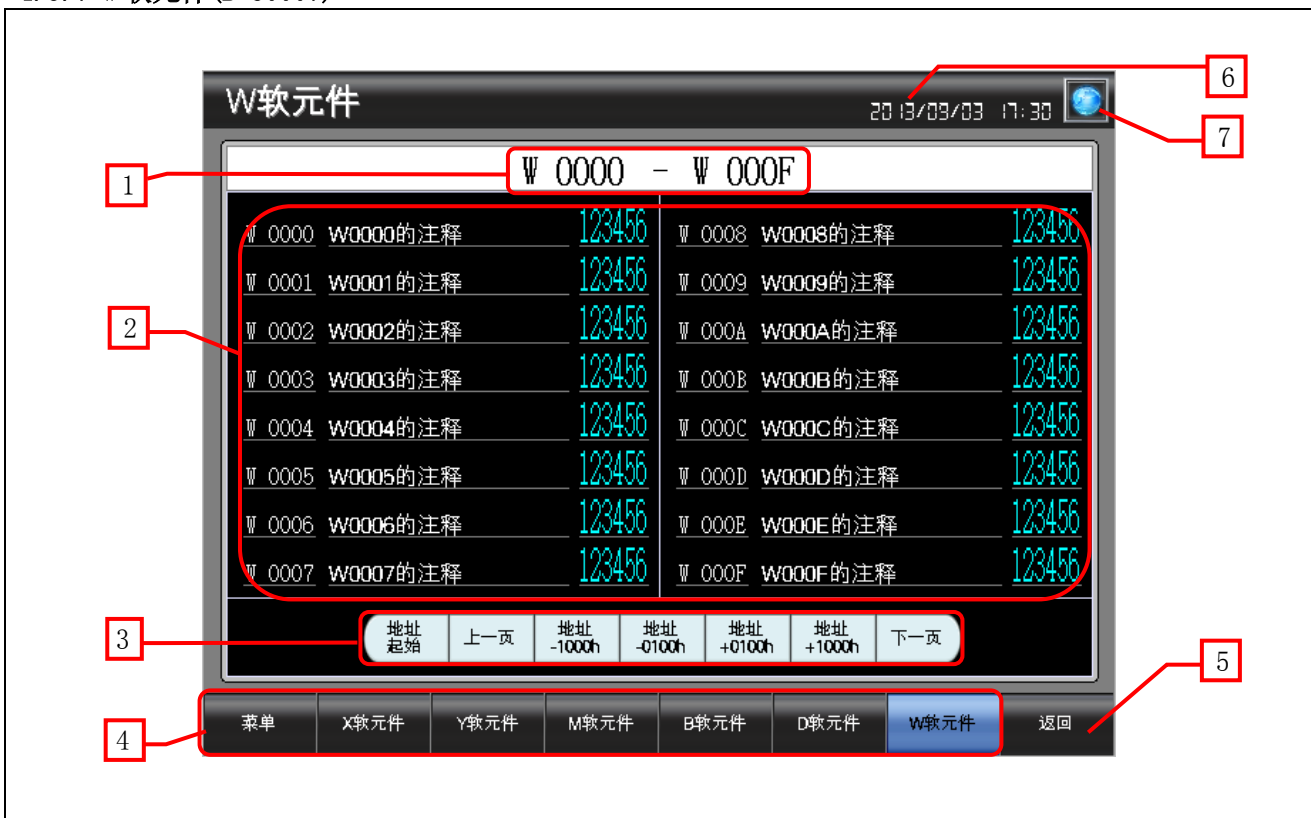 W软元件
2013/09/03 17:30
6
7
1
W 0000 - W 000F
2
W 0000 W0000的注释 123456 W 0008 W0008的注释 123456
W 0001 W0001的注释 123456 W 0009 W0009的注释 123456
W 0002 W0002的注释 123456 W 000A W000A的注释 123456
W 0003 W0003的注释 123456 W 000B W000B的注释 123456
W 0004 W0004的注释 123456 W 000C W000C的注释 123456
W 0005 W0005的注释 123456 W 000D W000D的注释 123456
W 0006 W0006的注释 123456 W 000E W000E的注释 123456
W 0007 W0007的注释 123456 W 000F W000F的注释 123456
3
地址起始 上一页 地址-1000h 地址-0100h 地址+0100h 地址+1000h 下一页
5
4
菜单 X软元件 Y软元件 M软元件 B软元件 D软元件 W软元件 返回